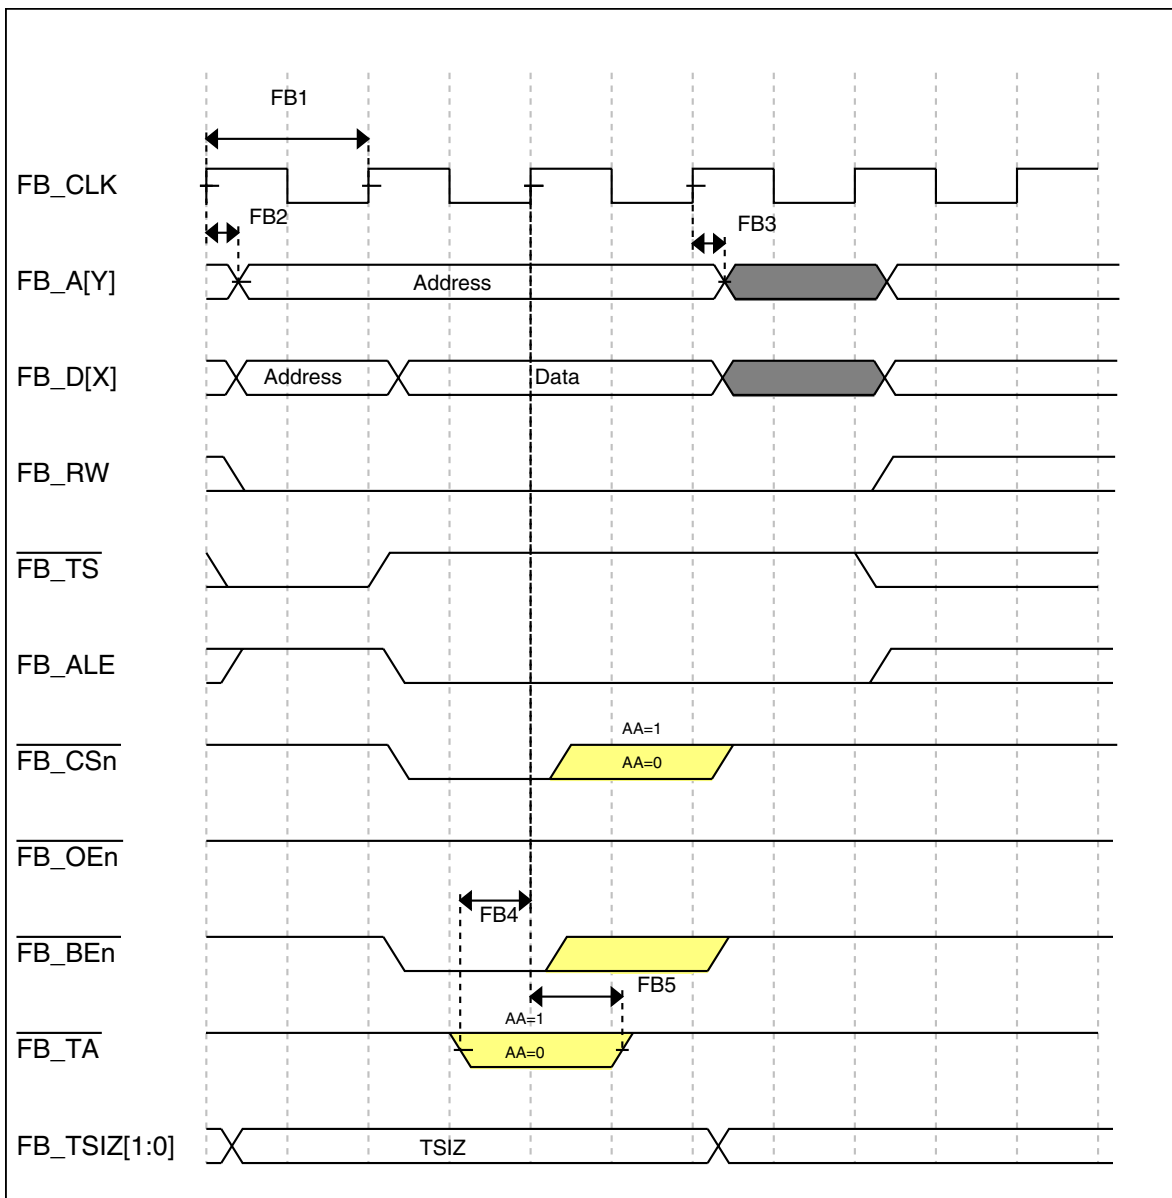 FB1
FB_CLK
FB2
FB3
FB_A[Y]
Address
FB_D[X]
Address
Data
FB_RW
FB_TS
FB_ALE
AA=1
FB_CSn
AA=0
FB_OEn
FB4
FB_BEn
FB5
AA=1
FB_TA
AA=0
FB_TSIZ[1:0]
TSIZ